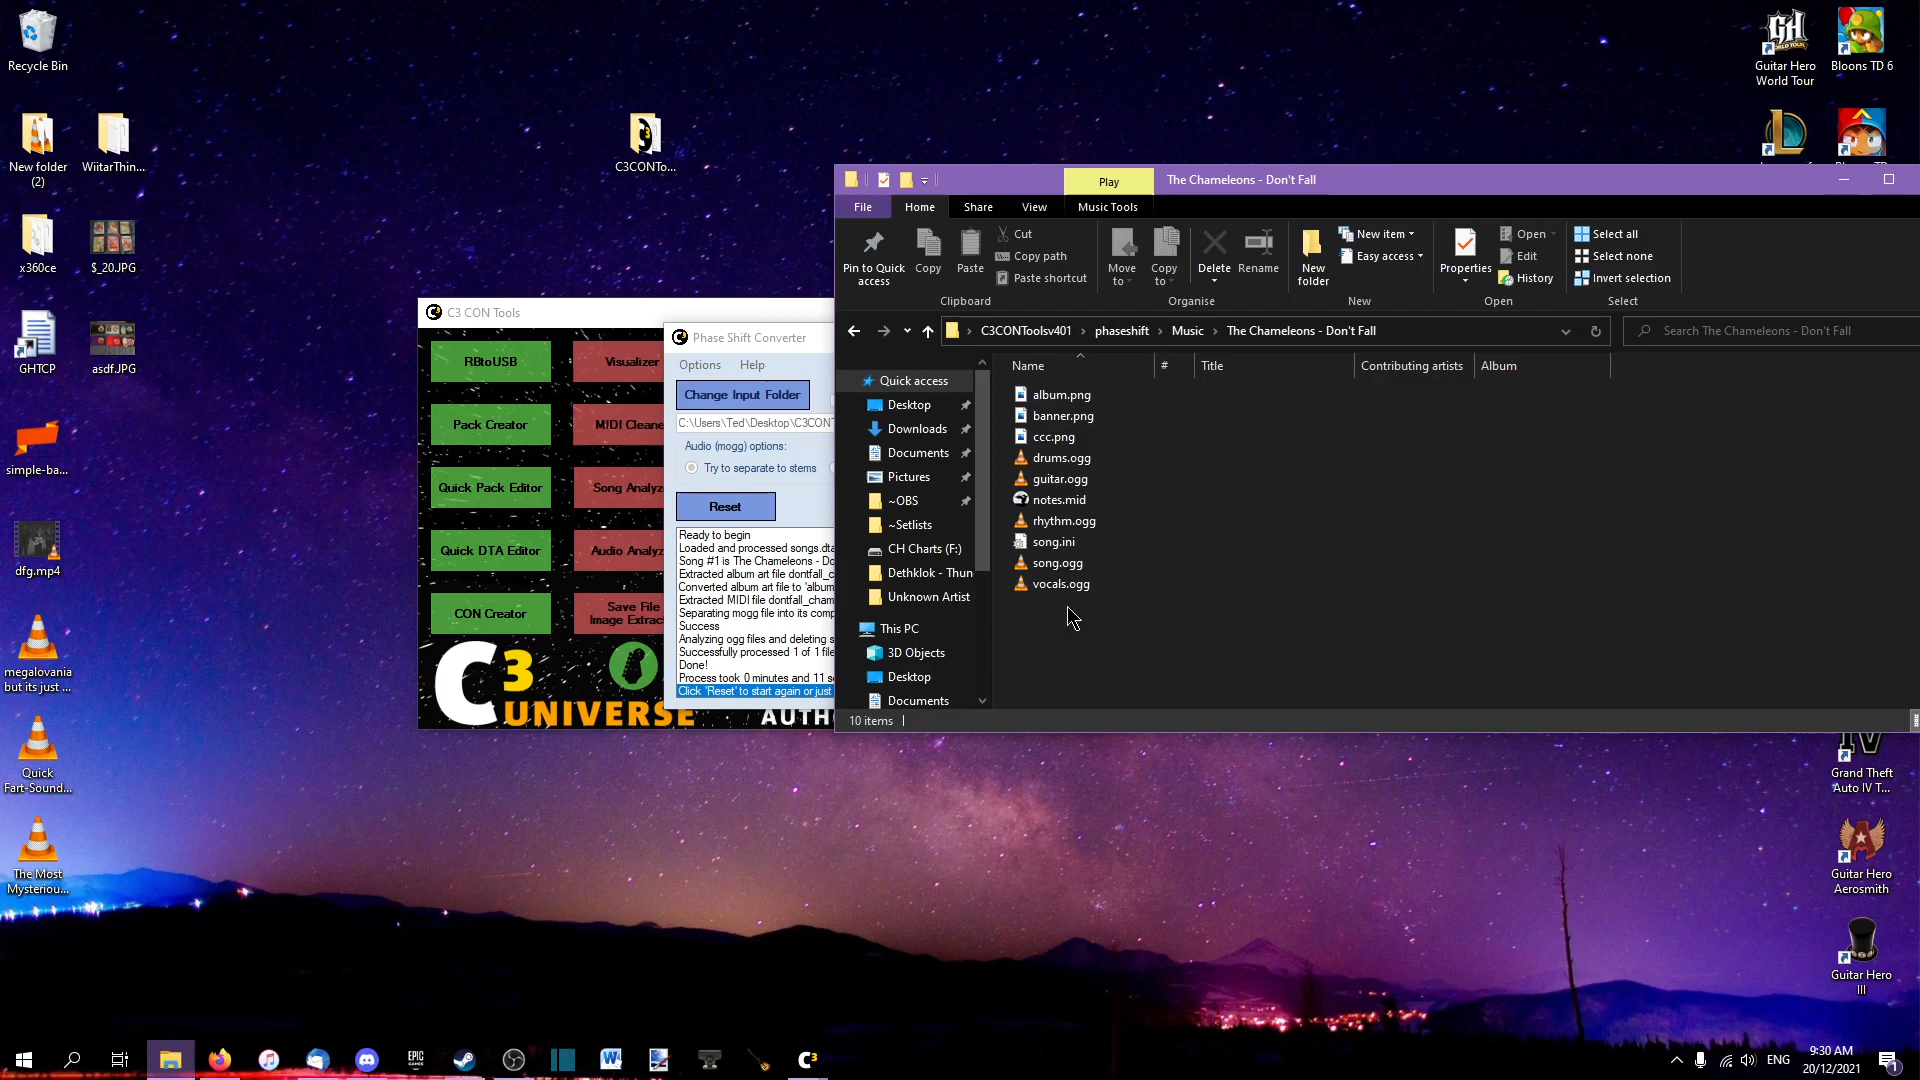 Recycle Bin
New folder
(2)
WiitarThin...
x360ce
$_20.JPG
GHTCP
asdf.JPG
simple-ba...
dfg.mp4
megalovania
but its just ...
Quick
Fart-Sound...
The Most
Mysteriou...
C3CONTo...
Guitar Hero
World Tour
Bloons TD 6
C3 CON Tools
RBtoUSB
Visualizer
Pack Creator
MIDI Cleane
Quick Pack Editor
Song Analyz
Quick DTA Editor
Audio Analyz
CON Creator
Save File
Image Extrac
C3
UNIVERSE
AUTH
Phase Shift Converter
Options
Help
Change Input Folder
C:\Users\Ted\Desktop\C3CONT
Audio (mogg) options:
Try to separate to stems
Reset
Ready to begin
Loaded and processed songs.dta
Song #1 is The Chameleons - Do
Extracted album art file dontfall_c
Converted album art file to 'album
Extracted MIDI file dontfall_cham
Separating mogg file into its comp
Success
Analyzing ogg files and deleting s
Successfully processed 1 of 1 file
Done!
Process took 0 minutes and 11 se
Click 'Reset' to start again or just
Play
The Chameleons - Don't Fall
File
Home
Share
View
Music Tools
Pin to Quick
access
Copy
Paste
Cut
Copy path
Paste shortcut
Clipboard
Move
to
Copy
to
Delete
Rename
Organise
New
folder
New item
Easy access
New
Properties
Open
Edit
History
Open
Select all
Select none
Invert selection
Select
C3CONToolsv401
phaseshift
Music
The Chameleons - Don't Fall
Search The Chameleons - Don't Fall
Name
#
Title
Contributing artists
Album
Quick access
Desktop
Downloads
Documents
Pictures
~OBS
~Setlists
CH Charts (F:)
Dethklok - Thun
Unknown Artist
This PC
3D Objects
Desktop
Documents
album.png
banner.png
ccc.png
drums.ogg
guitar.ogg
notes.mid
rhythm.ogg
song.ini
song.ogg
vocals.ogg
10 items
Grand Theft
Auto IV T...
Guitar Hero
Aerosmith
Guitar Hero
III
ENG
9:30 AM
20/12/2021
1